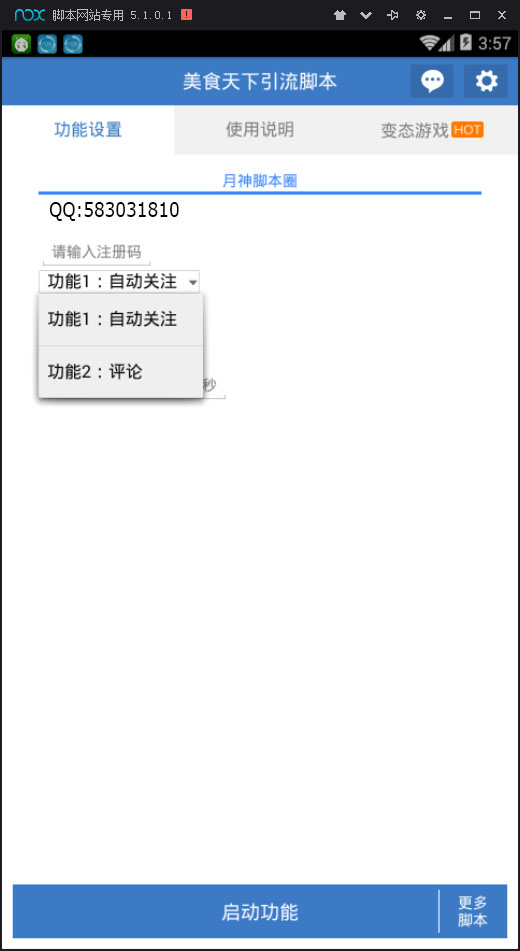 nox 脚本网站专用 5.1.0.1
3:57
美食天下引流脚本
功能设置 使用说明 变态游戏 HOT
月神脚本圈
QQ:583031810
请输入注册码
功能1：自动关注
功能1：自动关注
功能2：评论
秒
启动功能 更多
脚本